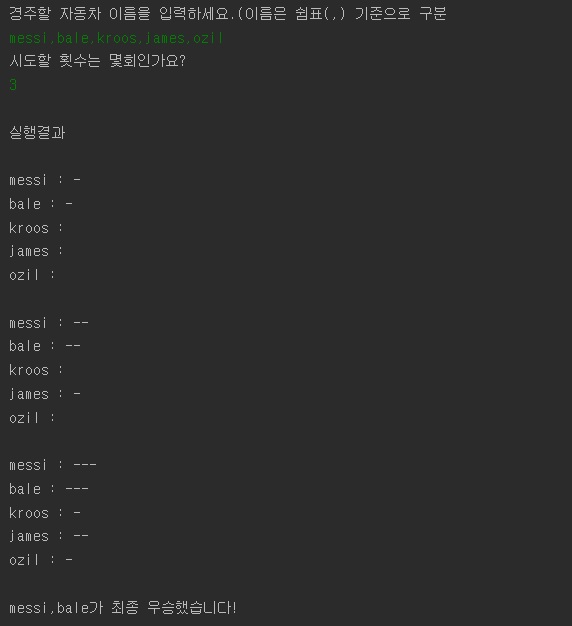 경주할 자동차 이름을 입력하세요.(이름은 쉼표(,) 기준으로 구분
messi,bale,kroos,james,ozil
시도할 횟수는 몇회인가요?
3
실행결과
messi : -
bale : -
kroos :
james :
ozil :
messi : --
bale : --
kroos :
james : -
ozil :
messi : ---
bale : ---
kroos : -
james : --
ozil : -
messi,bale가 최종 우승했습니다!